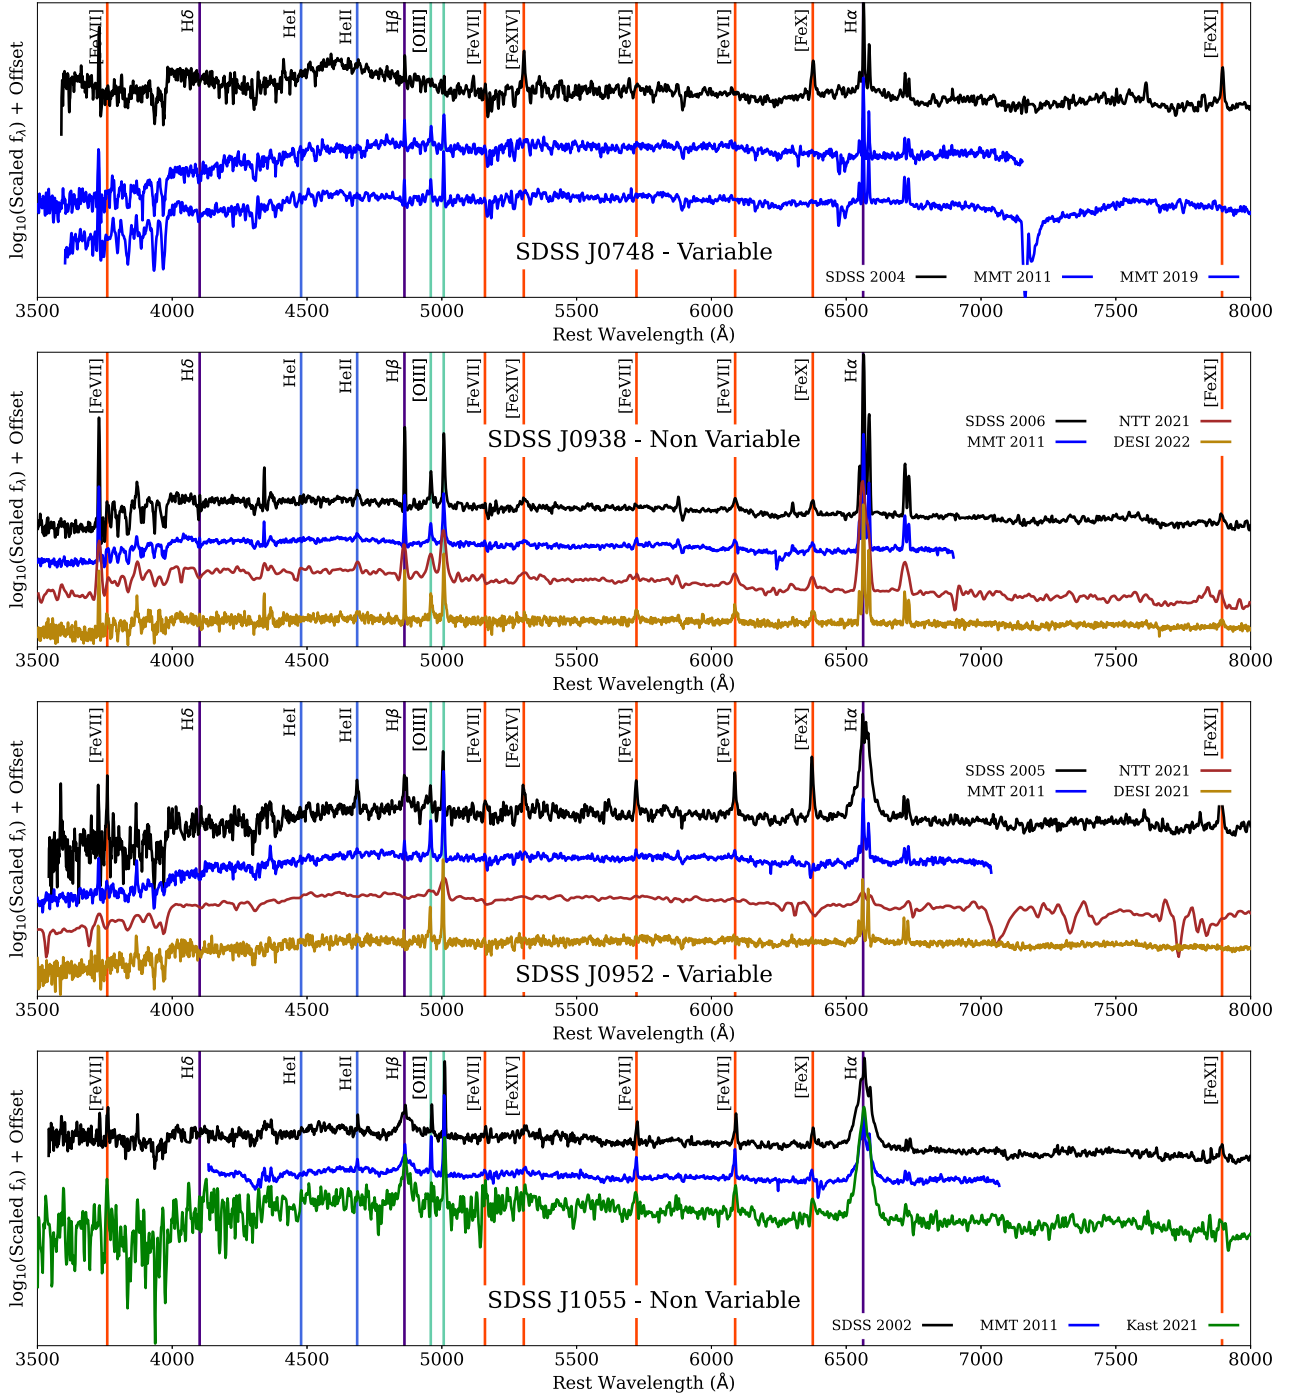 log₁₀(Scaled f_λ) + Offset
[FeVII]
Hδ
HeI
HeII
Hβ
[OIII]
[FeVII]
[FeXIV]
[FeVII]
[FeVII]
[FeX]
Hα
[FeXI]
SDSS J0748 - Variable
SDSS 2004
MMT 2011
MMT 2019
3500 4000 4500 5000 5500 6000 6500 7000 7500 8000
Rest Wavelength (Å)
log₁₀(Scaled f_λ) + Offset
[FeVII]
Hδ
HeI
HeII
Hβ
[OIII]
[FeVII]
[FeXIV]
[FeVII]
[FeVII]
[FeX]
Hα
[FeXI]
SDSS J0938 - Non Variable
SDSS 2006
NTT 2021
MMT 2011
DESI 2022
3500 4000 4500 5000 5500 6000 6500 7000 7500 8000
Rest Wavelength (Å)
log₁₀(Scaled f_λ) + Offset
[FeVII]
Hδ
HeI
HeII
Hβ
[OIII]
[FeVII]
[FeXIV]
[FeVII]
[FeVII]
[FeX]
Hα
[FeXI]
SDSS 2005
NTT 2021
MMT 2011
DESI 2021
SDSS J0952 - Variable
3500 4000 4500 5000 5500 6000 6500 7000 7500 8000
Rest Wavelength (Å)
log₁₀(Scaled f_λ) + Offset
[FeVII]
Hδ
HeI
HeII
Hβ
[OIII]
[FeVII]
[FeXIV]
[FeVII]
[FeVII]
[FeX]
Hα
[FeXI]
SDSS J1055 - Non Variable
SDSS 2002
MMT 2011
Kast 2021
3500 4000 4500 5000 5500 6000 6500 7000 7500 8000
Rest Wavelength (Å)